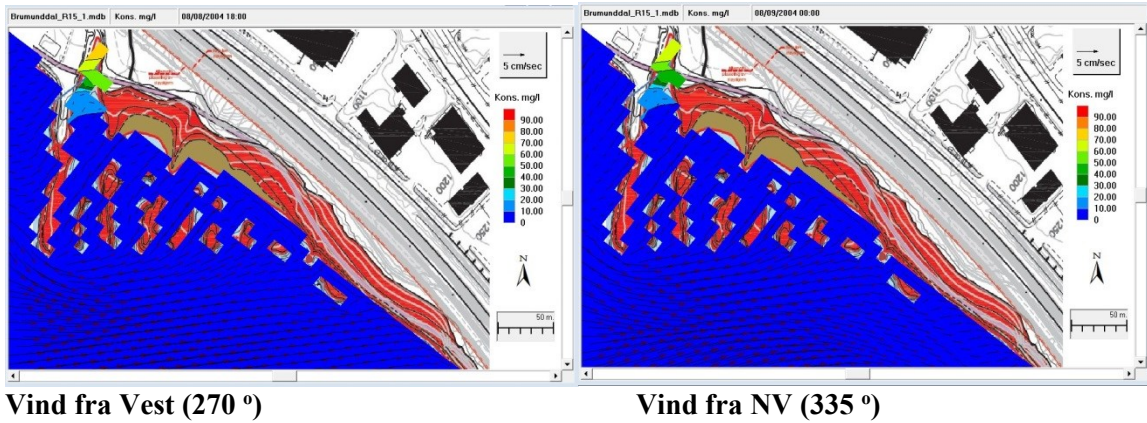 Brumunddal_R15_1.mdb Kons. mg/l 08/08/2004 18:00
5 cm/sec
Kons. mg/l
90.00
80.00
70.00
60.00
50.00
40.00
30.00
20.00
10.00
0
N
50 m.
Brumunddal_R15_1.mdb Kons. mg/l 08/09/2004 00:00
5 cm/sec
Kons. mg/l
90.00
80.00
70.00
60.00
50.00
40.00
30.00
20.00
10.00
0
N
50 m.
Vind fra Vest (270 °)
Vind fra NV (335 °)